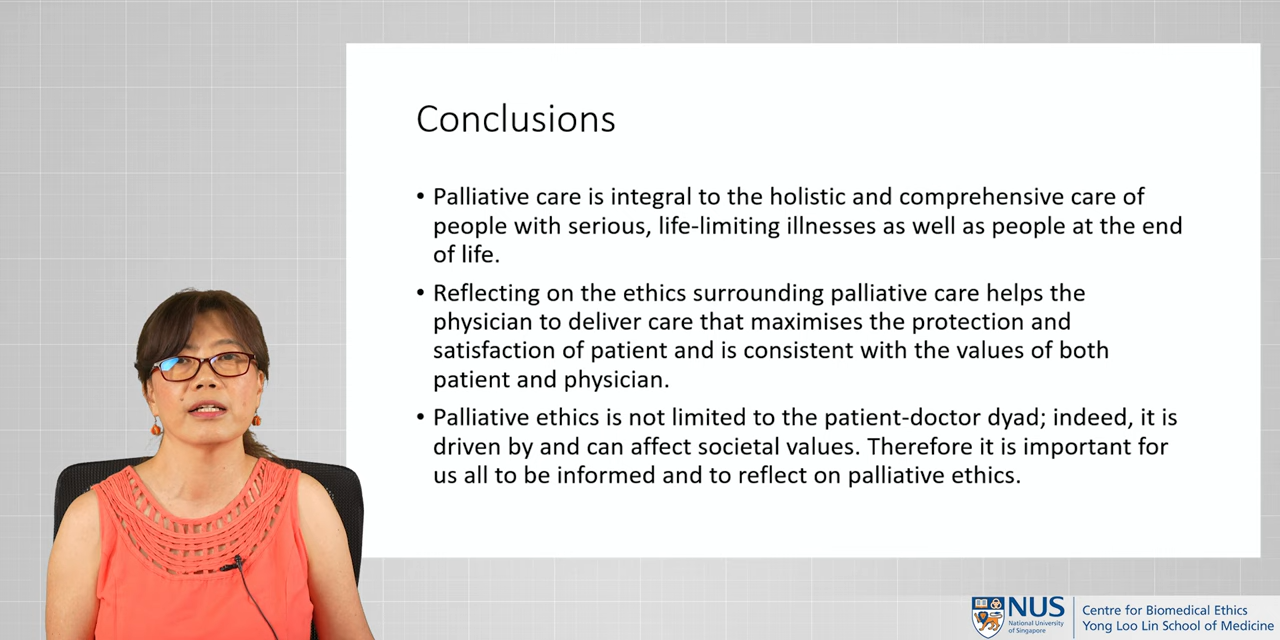 Conclusions
• Palliative care is integral to the holistic and comprehensive care of
people with serious, life-limiting illnesses as well as people at the end
of life.
• Reflecting on the ethics surrounding palliative care helps the
physician to deliver care that maximises the protection and
satisfaction of patient and is consistent with the values of both
patient and physician.
• Palliative ethics is not limited to the patient-doctor dyad; indeed, it is
driven by and can affect societal values. Therefore it is important for
us all to be informed and to reflect on palliative ethics.
NUS
National University
of Singapore
Centre for Biomedical Ethics
Yong Loo Lin School of Medicine